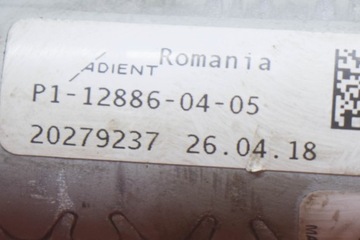 ADIENT Romania
P1-12886-04-05
20279237 26.04.18